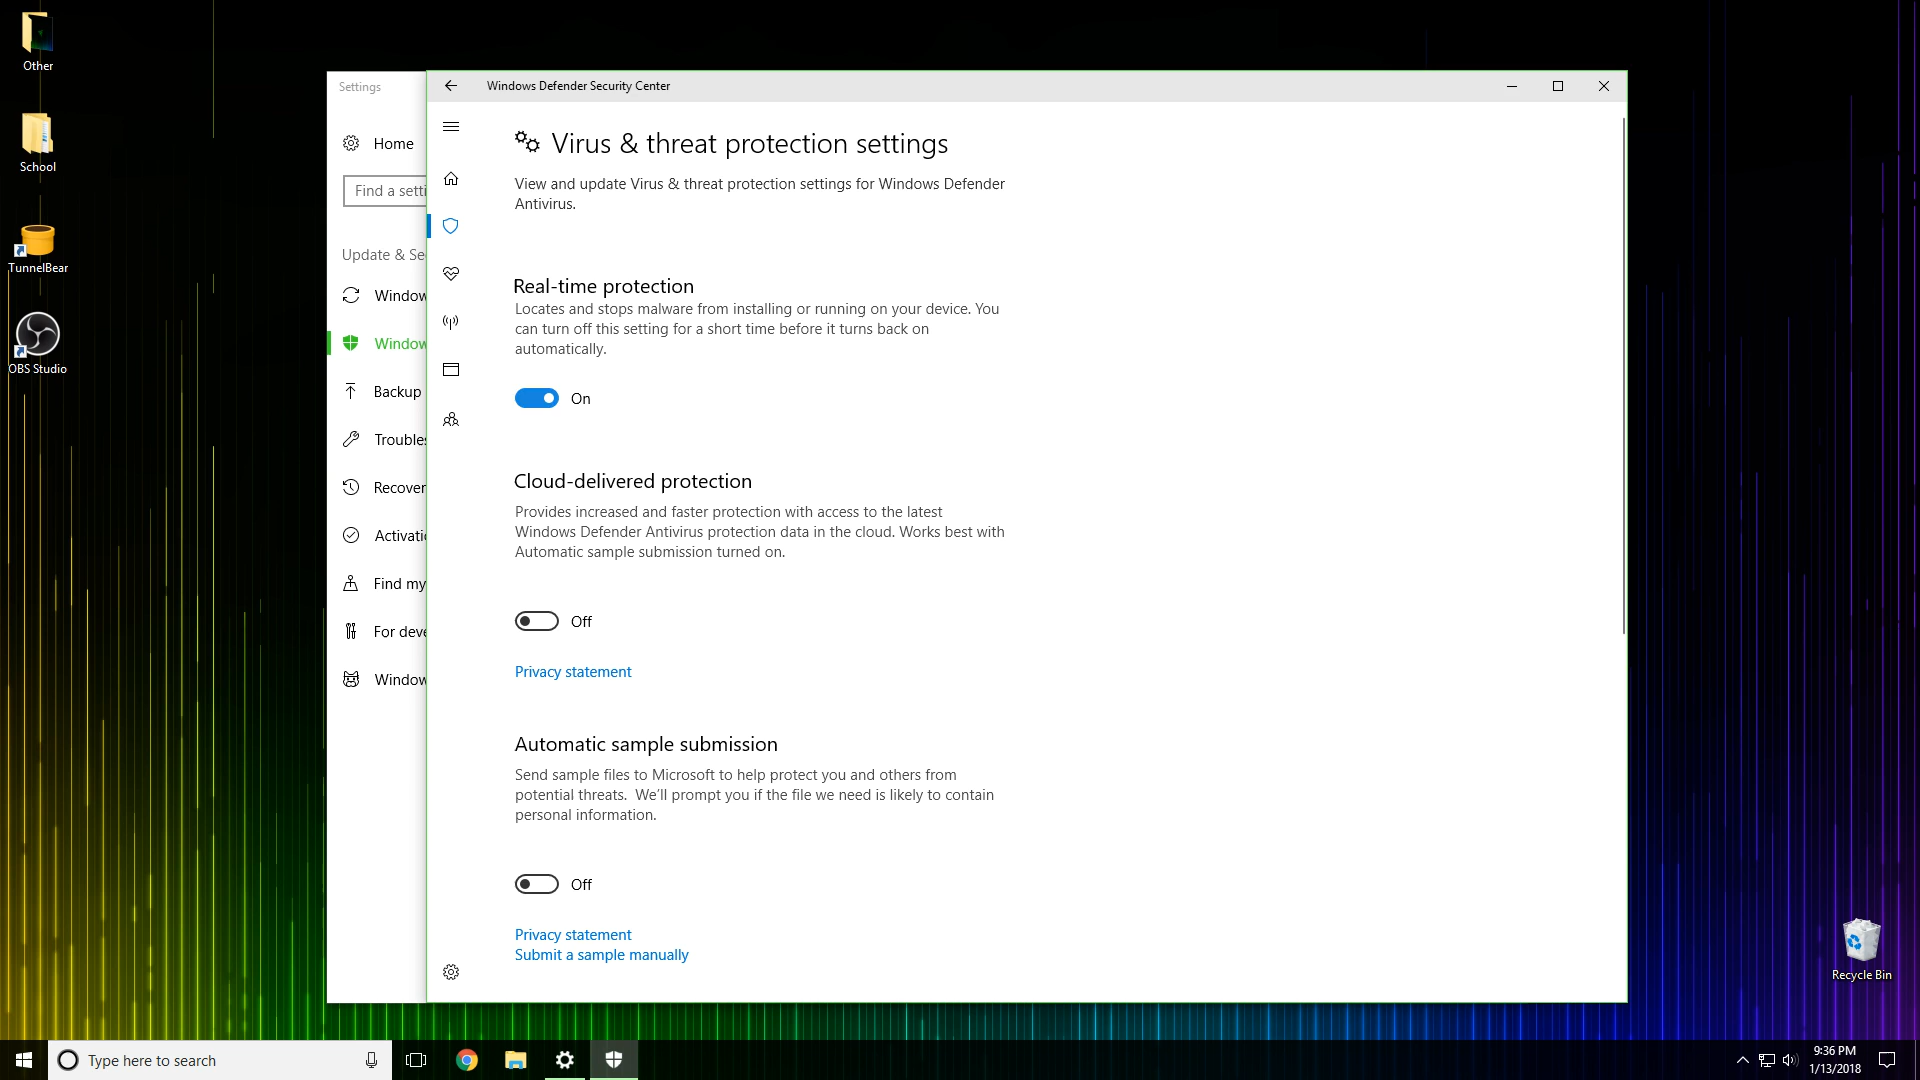 Other
School
TunnelBear
OBS Studio
Settings
Home
Find a setti
Update & Se
Window
Window
Backup
Troubles
Recover
Activatio
Find my
For deve
Window
Windows Defender Security Center
Virus & threat protection settings
View and update Virus & threat protection settings for Windows Defender
Antivirus.
Real-time protection
Locates and stops malware from installing or running on your device. You
can turn off this setting for a short time before it turns back on
automatically.
On
Cloud-delivered protection
Provides increased and faster protection with access to the latest
Windows Defender Antivirus protection data in the cloud. Works best with
Automatic sample submission turned on.
Off
Privacy statement
Automatic sample submission
Send sample files to Microsoft to help protect you and others from
potential threats.  We'll prompt you if the file we need is likely to contain
personal information.
Off
Privacy statement
Submit a sample manually
Recycle Bin
Type here to search
9:36 PM
1/13/2018